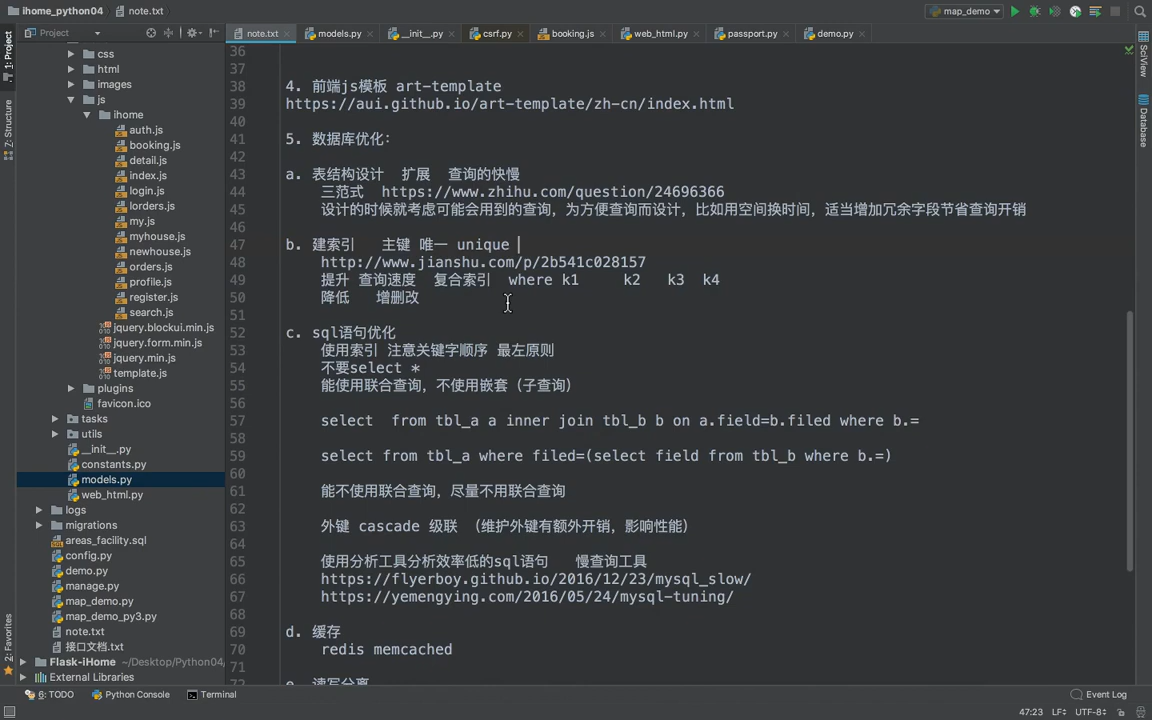 ihome_python04
note.txt
map_demo
Project
note.txt
models.py
__init__.py
csrf.py
booking.js
web_html.py
passport.py
demo.py
1: Project
7: Structure
2: Favorites
SciView
Database
css
html
images
js
ihome
auth.js
booking.js
detail.js
index.js
login.js
lorders.js
my.js
myhouse.js
newhouse.js
orders.js
profile.js
register.js
search.js
jquery.blockui.min.js
jquery.form.min.js
jquery.min.js
template.js
plugins
favicon.ico
tasks
utils
__init__.py
constants.py
models.py
web_html.py
logs
migrations
areas_facility.sql
config.py
demo.py
manage.py
map_demo.py
map_demo_py3.py
note.txt
接口文档.txt
Flask-iHome ~/Desktop/Python04/
External Libraries
36
37
38 4. 前端js模板 art-template
39 https://aui.github.io/art-template/zh-cn/index.html
40
41 5. 数据库优化：
42
43 a. 表结构设计 扩展 查询的快慢
44 三范式 https://www.zhihu.com/question/24696366
45 设计的时候就考虑可能会用到的查询，为方便查询而设计，比如用空间换时间，适当增加冗余字段节省查询开销
46
47 b. 建索引 主键 唯一 unique
48 http://www.jianshu.com/p/2b541c028157
49 提升 查询速度 复合索引 where k1 k2 k3 k4
50 降低 增删改
51
52 c. sql语句优化
53 使用索引 注意关键字顺序 最左原则
54 不要select *
55 能使用联合查询，不使用嵌套（子查询）
56
57 select from tbl_a a inner join tbl_b b on a.field=b.filed where b.=
58
59 select from tbl_a where filed=(select field from tbl_b where b.=)
60
61 能不使用联合查询，尽量不用联合查询
62
63 外键 cascade 级联 （维护外键有额外开销，影响性能）
64
65 使用分析工具分析效率低的sql语句 慢查询工具
66 https://flyerboy.github.io/2016/12/23/mysql_slow/
67 https://yemengying.com/2016/05/24/mysql-tuning/
68
69 d. 缓存
70 redis memcached
71
72 e. 读写分离
6: TODO
Python Console
Terminal
Event Log
47:23 LF÷ UTF-8÷